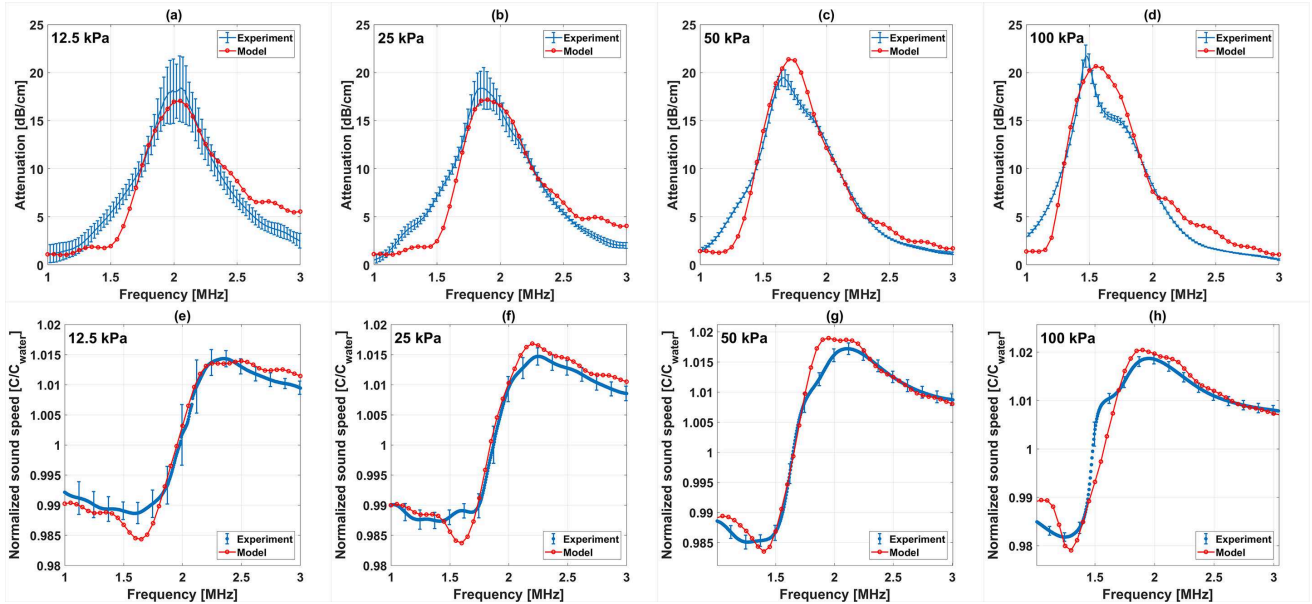 (a)
12.5 kPa
Experiment
Model
Attenuation [dB/cm]
25
20
15
10
5
0
1 1.5 2 2.5 3
Frequency [MHz]
(b)
25 kPa
Experiment
Model
Attenuation [dB/cm]
25
20
15
10
5
0
1 1.5 2 2.5 3
Frequency [MHz]
(c)
50 kPa
Experiment
Model
Attenuation [dB/cm]
25
20
15
10
5
0
1 1.5 2 2.5 3
Frequency [MHz]
(d)
100 kPa
Experiment
Model
Attenuation [dB/cm]
25
20
15
10
5
0
1 1.5 2 2.5 3
Frequency [MHz]
(e)
12.5 kPa
Normalized sound speed [C/Cwater]
1.02
1.015
1.01
1.005
1
0.995
0.99
0.985
0.98
Experiment
Model
1 1.5 2 2.5 3
Frequency [MHz]
(f)
25 kPa
Normalized sound speed [C/Cwater]
1.02
1.015
1.01
1.005
1
0.995
0.99
0.985
0.98
Experiment
Model
1 1.5 2 2.5 3
Frequency [MHz]
(g)
50 kPa
Normalized sound speed [C/Cwater]
1.02
1.015
1.01
1.005
1
0.995
0.99
0.985
Experiment
Model
1.5 2 2.5 3
Frequency [MHz]
(h)
100 kPa
Normalized sound speed [C/Cwater]
1.02
1.01
1
0.99
0.98
Experiment
Model
1.5 2 2.5 3
Frequency [MHz]